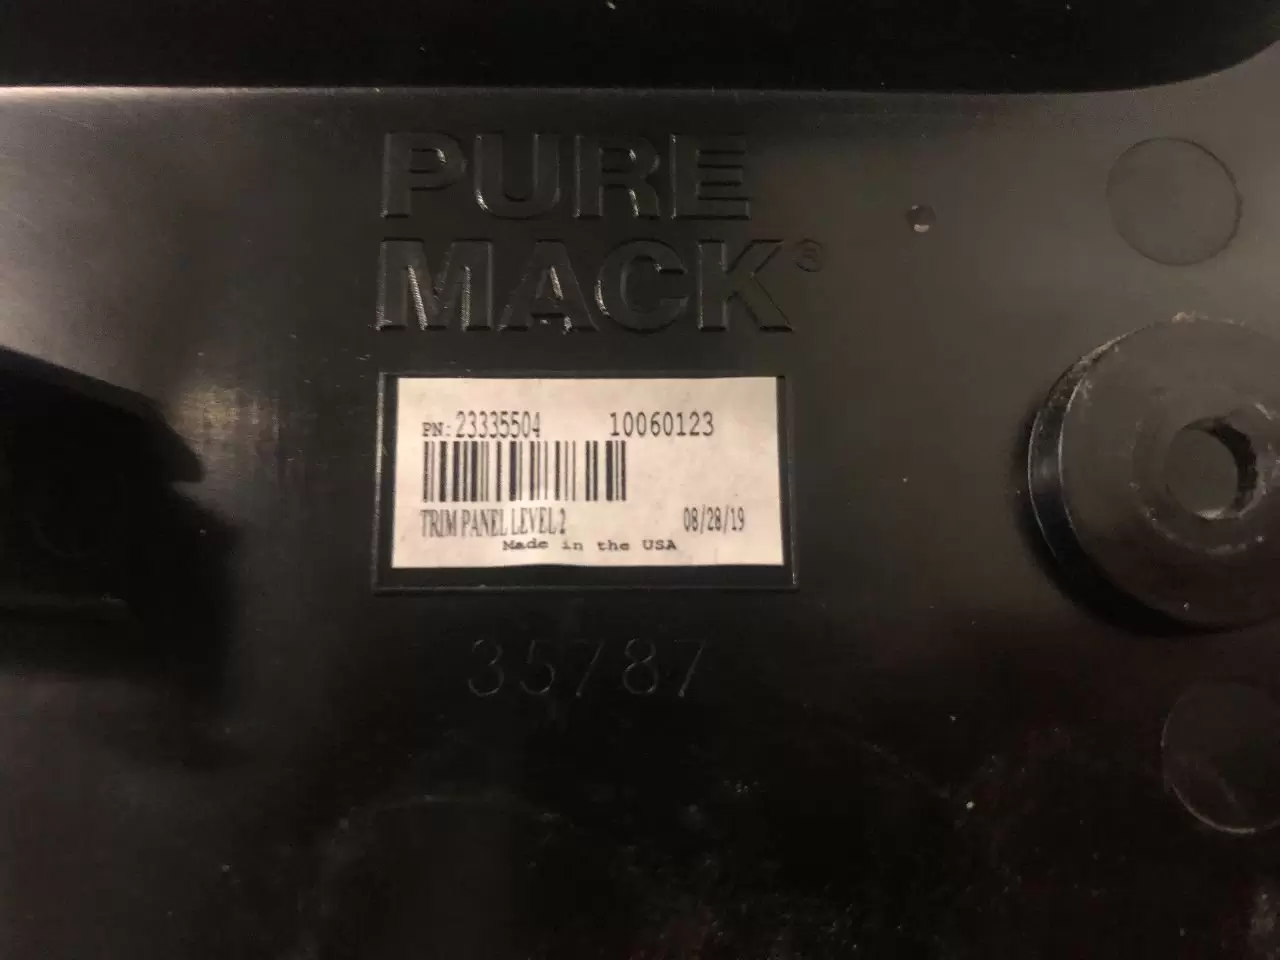 PURE
MACK®
PN: 23335504 10060123
TRIM PANEL LEVEL 2 08/28/19
Made in the USA
35787